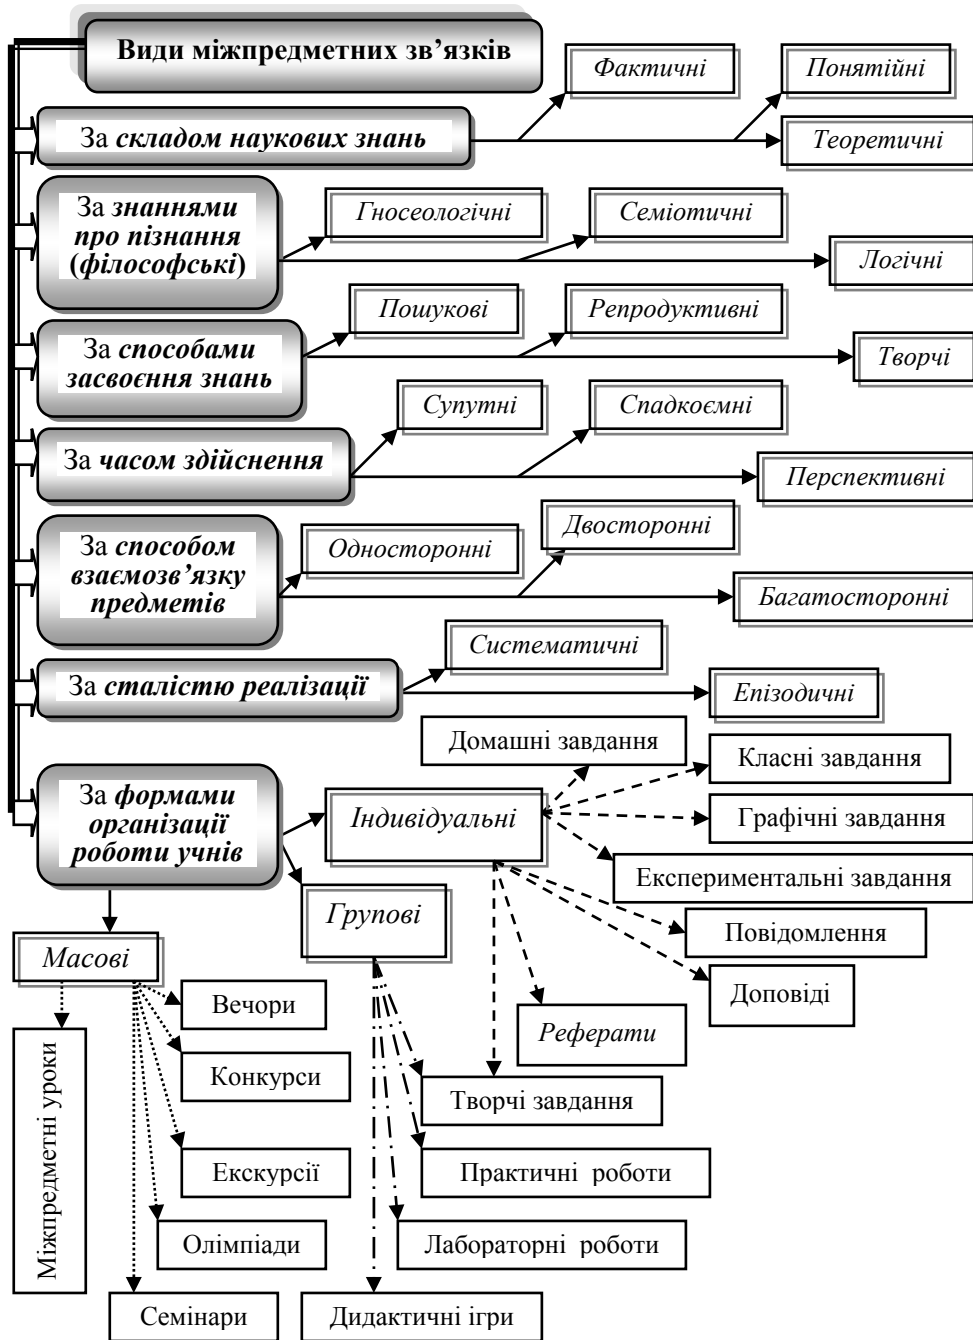 Види міжпредметних зв’язків
Фактичні
Понятійні
За складом наукових знань
Теоретичні
За знаннями
про пізнання
(філософські)
Гносеологічні
Семіотичні
Логічні
За способами
засвоєння знань
Пошукові
Репродуктивні
Творчі
За часом здійснення
Супутні
Спадкоємні
Перспективні
За способом
взаємозв’язку
предметів
Односторонні
Двосторонні
Багатосторонні
За сталістю реалізації
Систематичні
Епізодичні
За формами
організації
роботи учнів
Індивідуальні
Домашні завдання
Класні завдання
Графічні завдання
Експериментальні завдання
Повідомлення
Доповіді
Реферати
Групові
Творчі завдання
Практичні роботи
Лабораторні роботи
Дидактичні ігри
Масові
Вечори
Конкурси
Екскурсії
Олімпіади
Семінари
Міжпредметні уроки